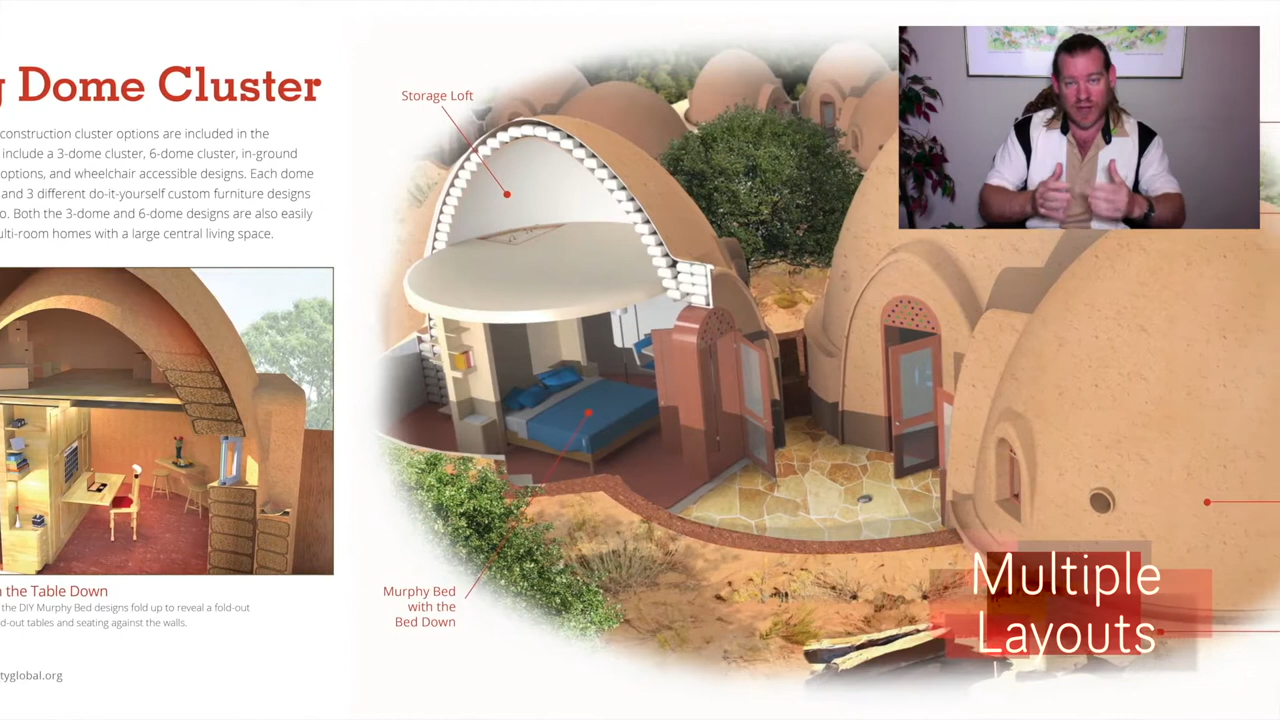 Dome Cluster
construction cluster options are included in the
include a 3-dome cluster, 6-dome cluster, in-ground
options, and wheelchair accessible designs. Each dome
and 3 different do-it-yourself custom furniture designs
o. Both the 3-dome and 6-dome designs are also easily
ulti-room homes with a large central living space.
the Table Down
the DIY Murphy Bed designs fold up to reveal a fold-out
d-out tables and seating against the walls.
tyglobal.org
Storage Loft
Murphy Bed
with the
Bed Down
Multiple
Layouts